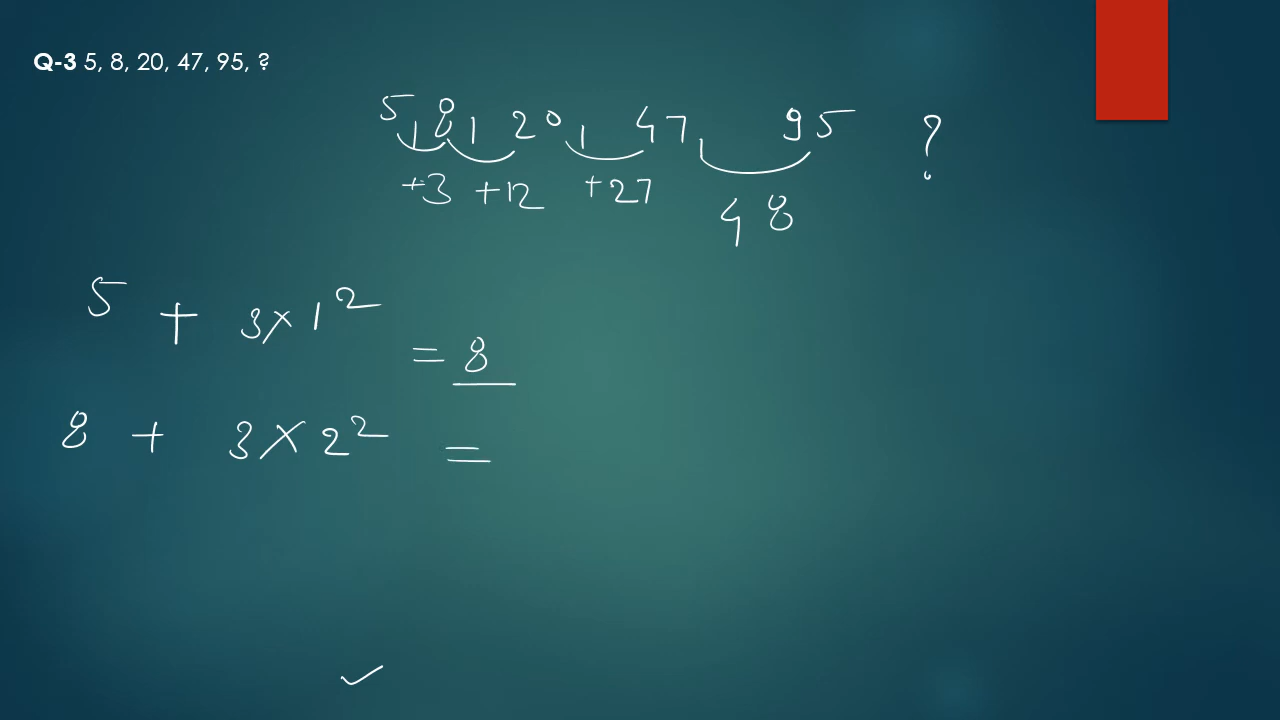 Q-3 5, 8, 20, 47, 95, ?
5, 8, 20, 47, 95 ?
+3 +12 +27 48
5 + 3×1² = 8
8 + 3×2² =